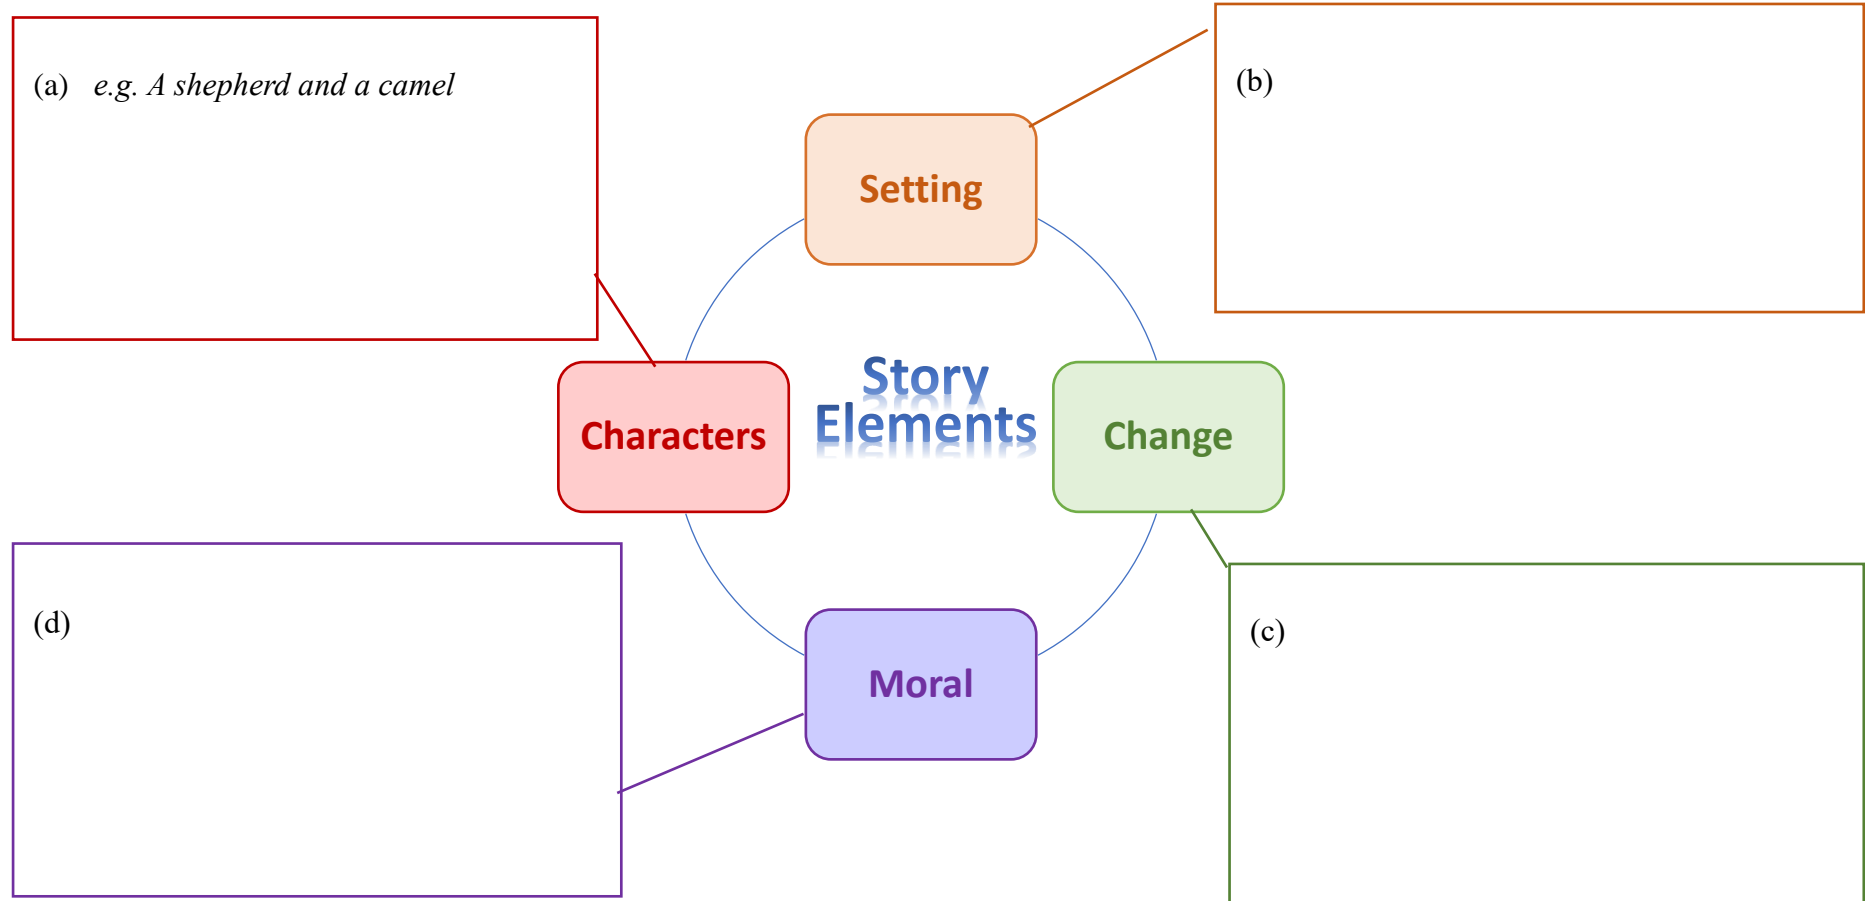 (a) e.g. A shepherd and a camel
(b)
Setting
Story
Elements
Characters
Change
(d)
(c)
Moral